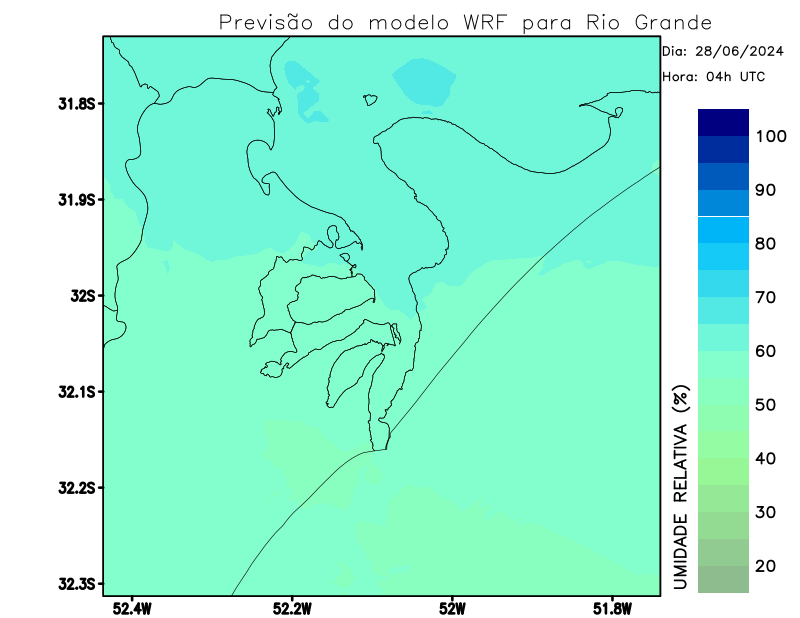 Previsão do modelo WRF para Rio Grande
Dia: 28/06/2024
Hora: 04h UTC
31.8S
31.9S
32S
32.1S
32.2S
32.3S
52.4W
52.2W
52W
51.8W
100
90
80
70
60
50
40
30
20
UMIDADE RELATIVA (%)